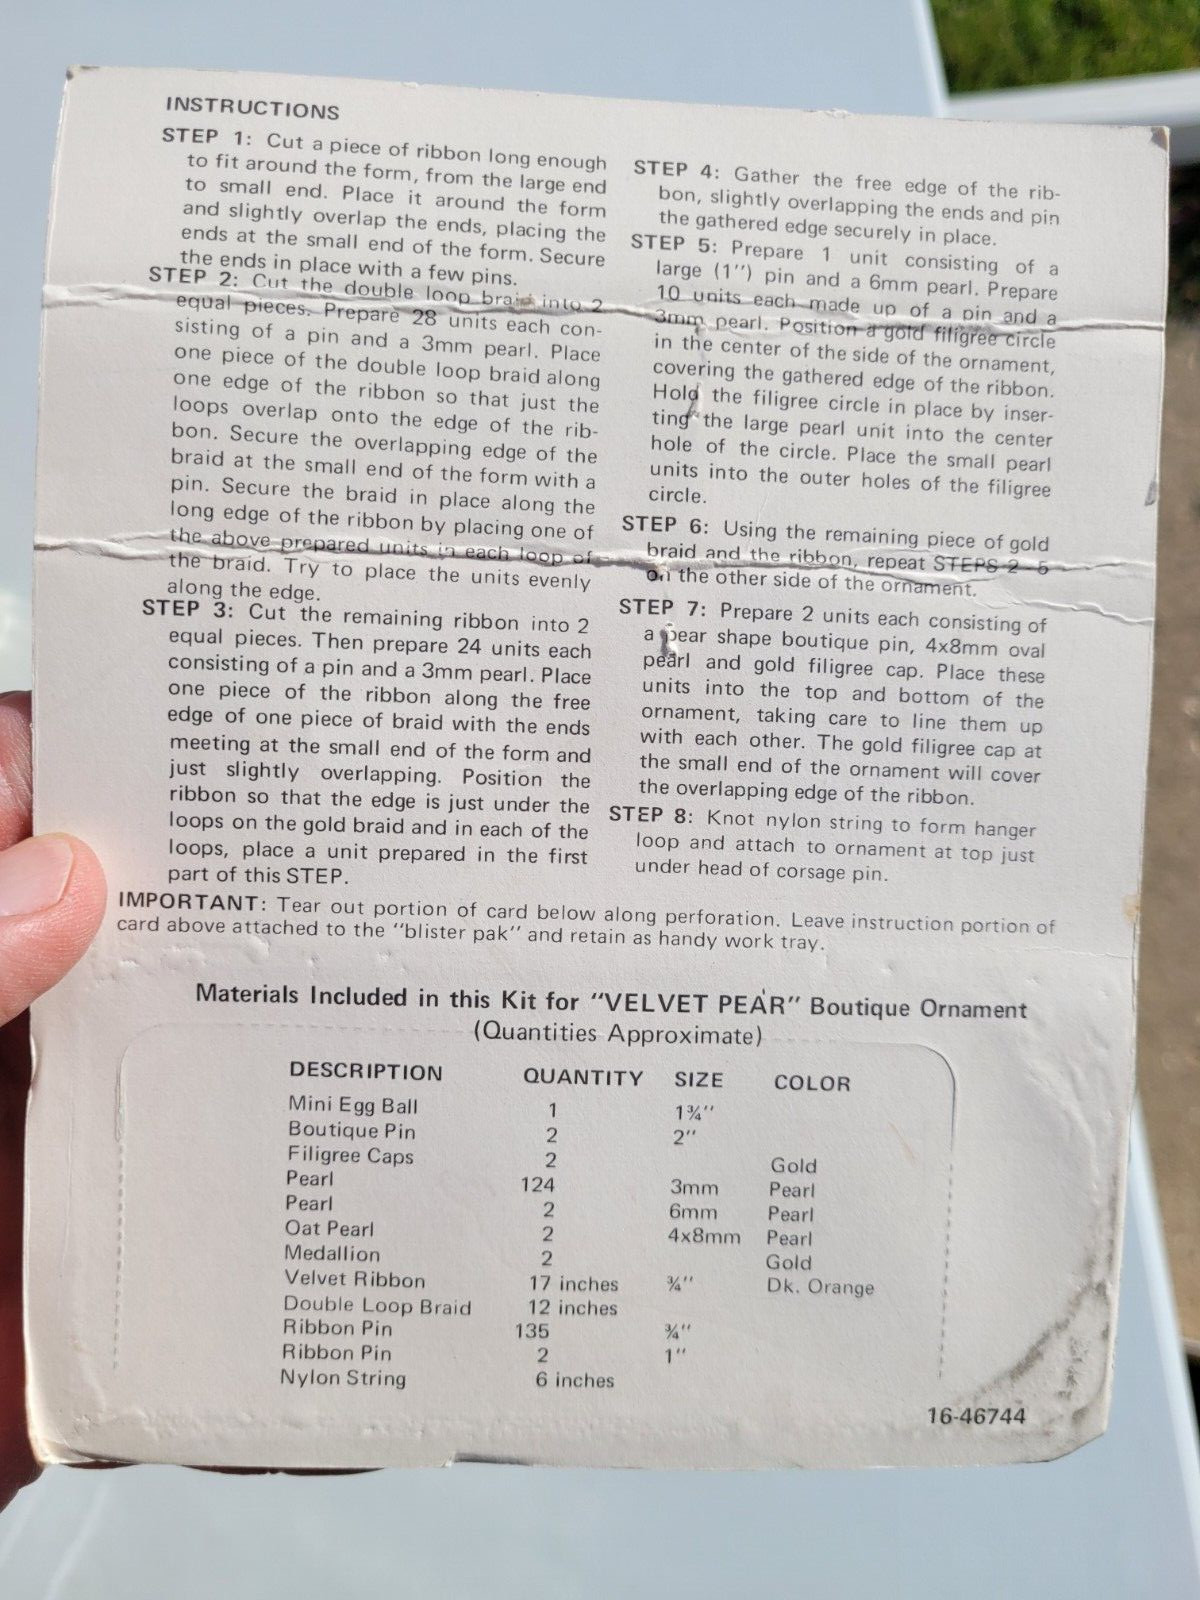 INSTRUCTIONS
STEP 1: Cut a piece of ribbon long enough
to fit around the form, from the large end
to small end. Place it around the form
and slightly overlap the ends, placing the
ends at the small end of the form. Secure
the ends in place with a few pins.
STEP 2: Cut the double loop braid into 2
equal pieces. Prepare 28 units each con-
sisting of a pin and a 3mm pearl. Place
one piece of the double loop braid along
one edge of the ribbon so that just the
loops overlap onto the edge of the rib-
bon. Secure the overlapping edge of the
braid at the small end of the form with a
pin. Secure the braid in place along the
long edge of the ribbon by placing one of
the above prepared units in each loop of
the braid. Try to place the units evenly
along the edge.
STEP 3: Cut the remaining ribbon into 2
equal pieces. Then prepare 24 units each
consisting of a pin and a 3mm pearl. Place
one piece of the ribbon along the free
edge of one piece of braid with the ends
meeting at the small end of the form and
just slightly overlapping. Position the
ribbon so that the edge is just under the
loops on the gold braid and in each of the
loops, place a unit prepared in the first
part of this STEP.
STEP 4: Gather the free edge of the rib-
bon, slightly overlapping the ends and pin
the gathered edge securely in place.
STEP 5: Prepare 1 unit consisting of a
large (1") pin and a 6mm pearl. Prepare
10 units each made up of a pin and a
3mm pearl. Position a gold filigree circle
in the center of the side of the ornament,
covering the gathered edge of the ribbon.
Hold the filigree circle in place by inser-
ting the large pearl unit into the center
hole of the circle. Place the small pearl
units into the outer holes of the filigree
circle.
STEP 6: Using the remaining piece of gold
braid and the ribbon, repeat STEPS 2-5
on the other side of the ornament.
STEP 7: Prepare 2 units each consisting of
a pear shape boutique pin, 4x8mm oval
pearl and gold filigree cap. Place these
units into the top and bottom of the
ornament, taking care to line them up
with each other. The gold filigree cap at
the small end of the ornament will cover
the overlapping edge of the ribbon.
STEP 8: Knot nylon string to form hanger
loop and attach to ornament at top just
under head of corsage pin.
IMPORTANT: Tear out portion of card below along perforation. Leave instruction portion of
card above attached to the "blister pak" and retain as handy work tray.
Materials Included in this Kit for "VELVET PEAR" Boutique Ornament
(Quantities Approximate)
DESCRIPTION QUANTITY SIZE COLOR
Mini Egg Ball 1 1¾"
Boutique Pin 2 2"
Filigree Caps 2 Gold
Pearl 124 3mm Pearl
Pearl 2 6mm Pearl
Oat Pearl 2 4x8mm Pearl
Medallion 2 Gold
Velvet Ribbon 17 inches ¾" Dk. Orange
Double Loop Braid 12 inches
Ribbon Pin 135 ¾"
Ribbon Pin 2 1"
Nylon String 6 inches
16-46744